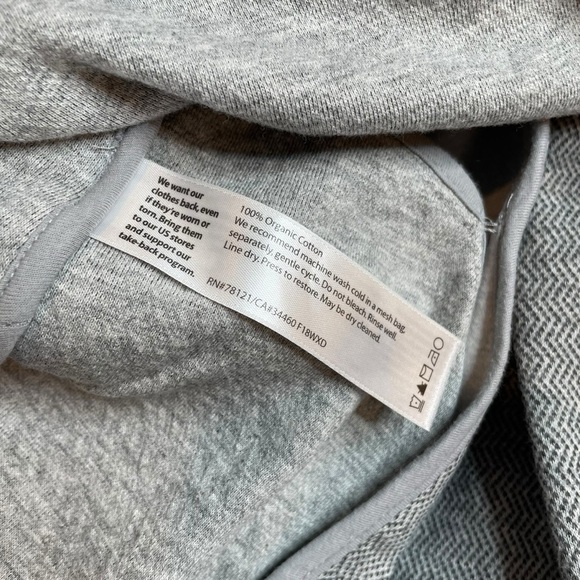 We want our
clothes back, even
if they're worn or
torn. Bring them
to our US stores
and support our
take-back program.
100% Organic Cotton
We recommend machine wash cold in a mesh bag
separately, gentle cycle. Do not bleach. Rinse well.
Line dry. Press to restore. May be dry cleaned.
RN#78121/CA#34460 F18WXD